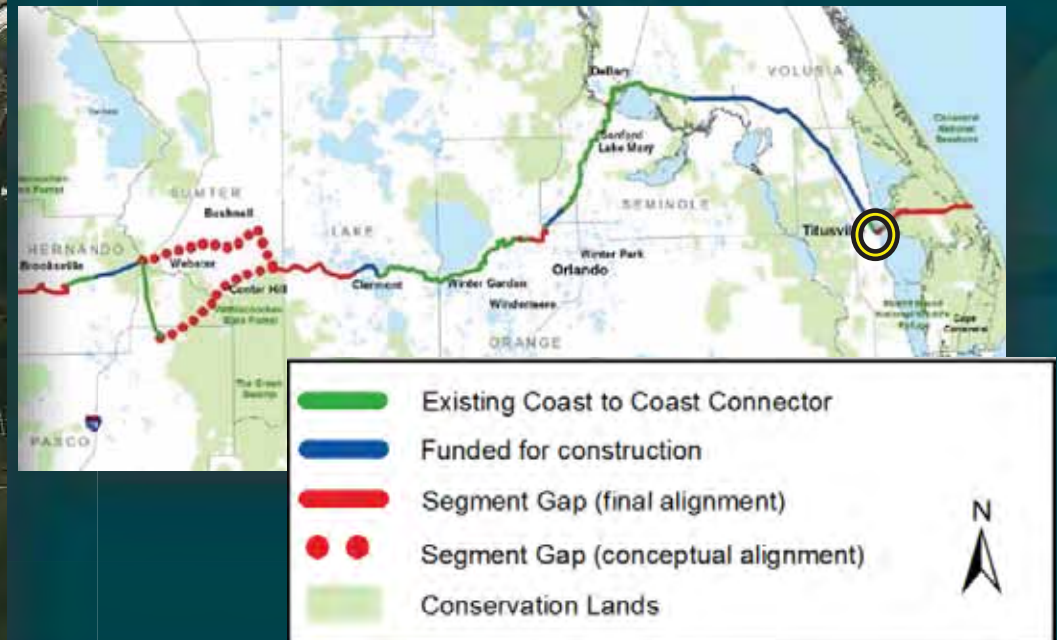 DeBary
VOLUSIA
Canaveral
National
Seashore
Sanford
Lake Mary
SUMTER
Bushnell
SEMINOLE
HERNANDO
LAKE
Titusvil
Brooksville
Webster
Winter Park
Orlando
Center Hill
Clermont
Winter Garden
Windermere
Cape
Canaveral
ORANGE
The Green
Swamp
PASCO
Existing Coast to Coast Connector
Funded for construction
Segment Gap (final alignment)
Segment Gap (conceptual alignment)
Conservation Lands
N